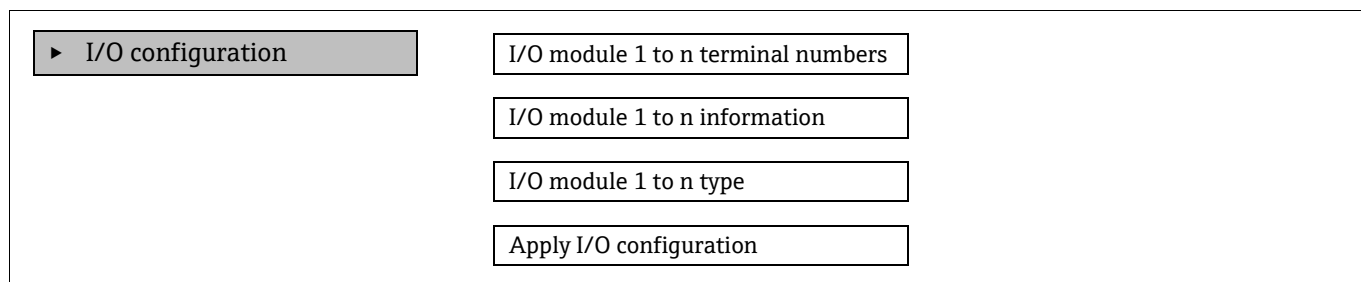 ► I/O configuration
I/O module 1 to n terminal numbers
I/O module 1 to n information
I/O module 1 to n type
Apply I/O configuration